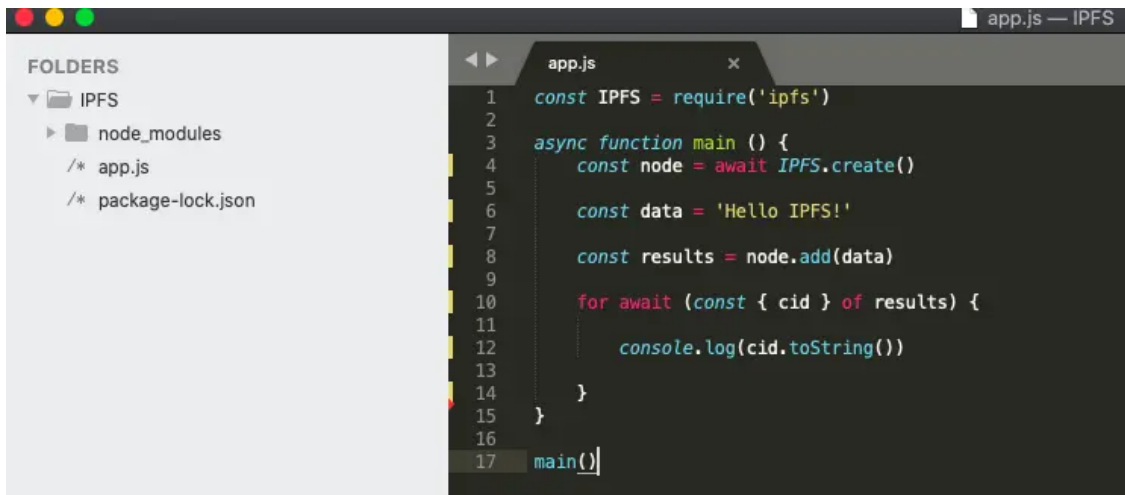 app.js — IPFS
FOLDERS
IPFS
node_modules
/* app.js
/* package-lock.json
app.js ×
1 const IPFS = require('ipfs')
2
3 async function main () {
4     const node = await IPFS.create()
5
6     const data = 'Hello IPFS!'
7
8     const results = node.add(data)
9
10     for await (const { cid } of results) {
11
12         console.log(cid.toString())
13
14     }
15 }
16
17 main()